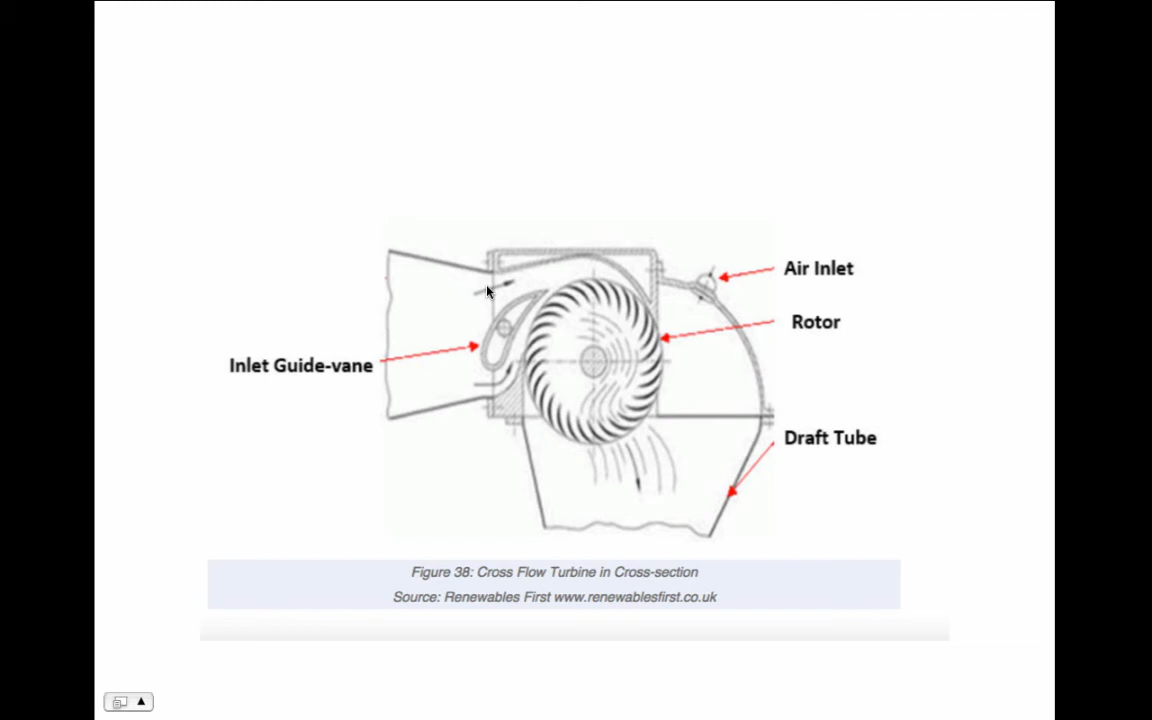 Air Inlet
Rotor
Inlet Guide-vane
Draft Tube
Figure 38: Cross Flow Turbine in Cross-section
Source: Renewables First www.renewablesfirst.co.uk